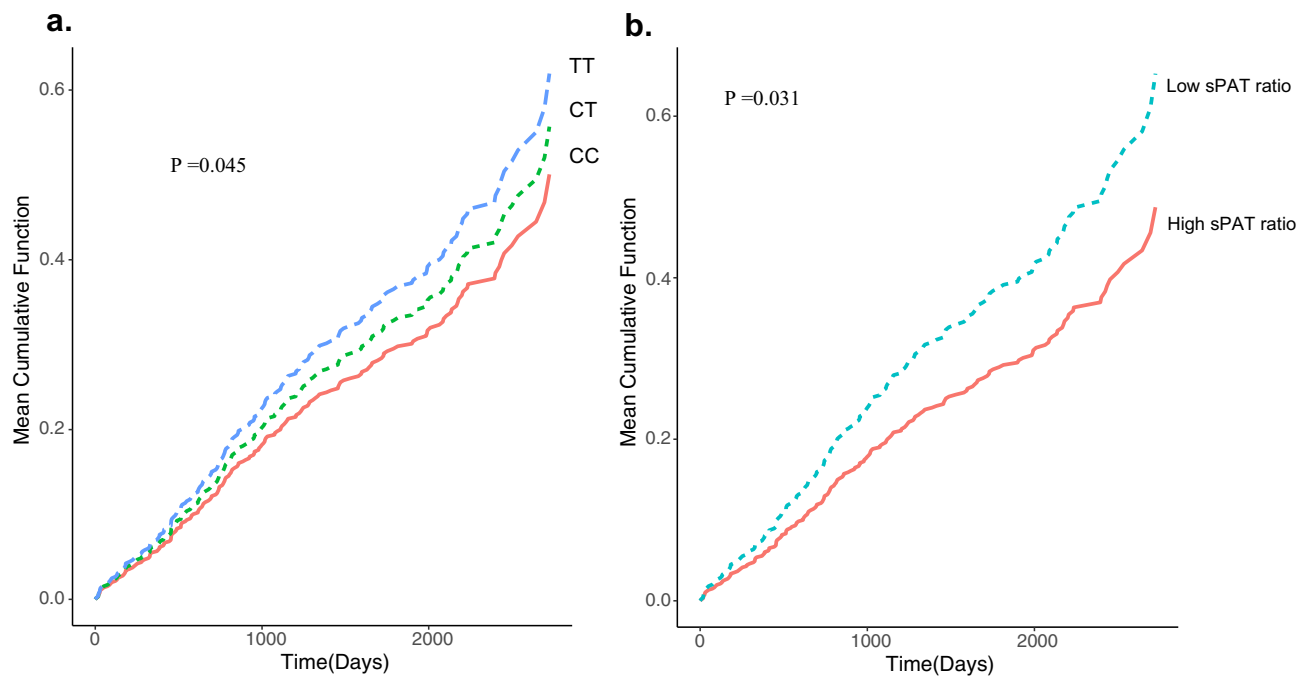 a.
TT
CT
CC
P =0.045
Mean Cumulative Function
0.6
0.4
0.2
0.0
0
1000
2000
Time(Days)
b.
Low sPAT ratio
High sPAT ratio
P =0.031
Mean Cumulative Function
0.6
0.4
0.2
0.0
0
1000
2000
Time(Days)